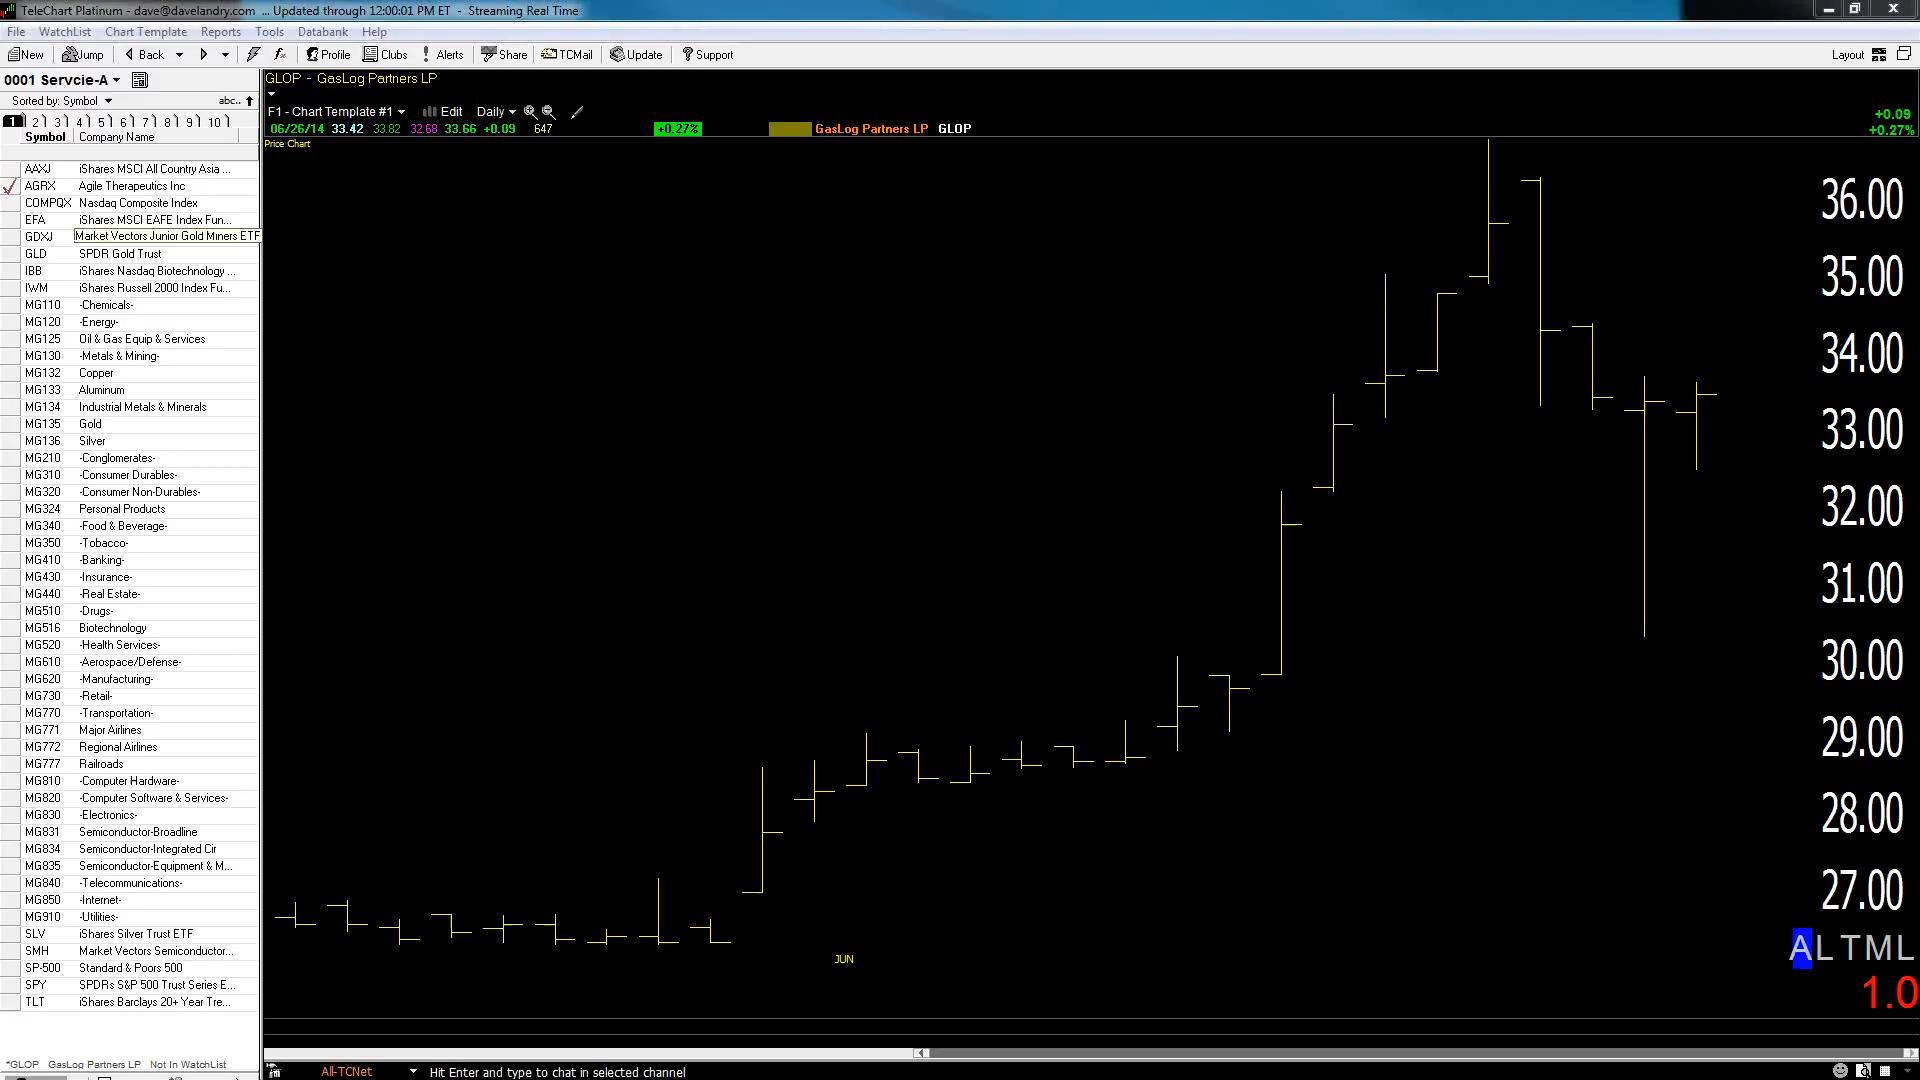 TeleChart Platinum - dave@davelandry.com ... Updated through 12:00:01 PM ET - Streaming Real Time
File WatchList Chart Template Reports Tools Databank Help
New Jump Back Profile Clubs Alerts Share TCMail Update Support Layout
0001 Servcie-A
GLOP - GasLog Partners LP
Sorted by: Symbol abc..
F1 - Chart Template #1 Edit Daily
+0.09
1 2 3 4 5 6 7 8 9 10
06/26/14 33.42 33.82 32.68 33.66 +0.09 647 +0.27% GasLog Partners LP GLOP
+0.27%
Symbol Company Name
Price Chart
AAXJ iShares MSCI All Country Asia ...
AGRX Agile Therapeutics Inc
COMPQX Nasdaq Composite Index
EFA iShares MSCI EAFE Index Fun...
GDXJ Market Vectors Junior Gold Miners ETF
GLD SPDR Gold Trust
IBB iShares Nasdaq Biotechnology ...
IWM iShares Russell 2000 Index Fu...
MG110 -Chemicals-
MG120 -Energy-
MG125 Oil & Gas Equip & Services
MG130 -Metals & Mining-
MG132 Copper
MG133 Aluminum
MG134 Industrial Metals & Minerals
MG135 Gold
MG136 Silver
MG210 -Conglomerates-
MG310 -Consumer Durables-
MG320 -Consumer Non-Durables-
MG324 Personal Products
MG340 -Food & Beverage-
MG350 -Tobacco-
MG410 -Banking-
MG430 -Insurance-
MG440 -Real Estate-
MG510 -Drugs-
MG516 Biotechnology
MG520 -Health Services-
MG610 -Aerospace/Defense-
MG620 -Manufacturing-
MG730 -Retail-
MG770 -Transportation-
MG771 Major Airlines
MG772 Regional Airlines
MG777 Railroads
MG810 -Computer Hardware-
MG820 -Computer Software & Services-
MG830 -Electronics-
MG831 Semiconductor-Broadline
MG834 Semiconductor-Integrated Cir
MG835 Semiconductor-Equipment & M...
MG840 -Telecommunications-
MG850 -Internet-
MG910 -Utilities-
SLV iShares Silver Trust ETF
SMH Market Vectors Semiconductor...
SP-500 Standard & Poors 500
SPY SPDRs S&P 500 Trust Series E...
TLT iShares Barclays 20+ Year Tre...
36.00
35.00
34.00
33.00
32.00
31.00
30.00
29.00
28.00
27.00
JUN
A L T M L
1.0
*GLOP GasLog Partners LP Not In WatchList
All-TCNet Hit Enter and type to chat in selected channel